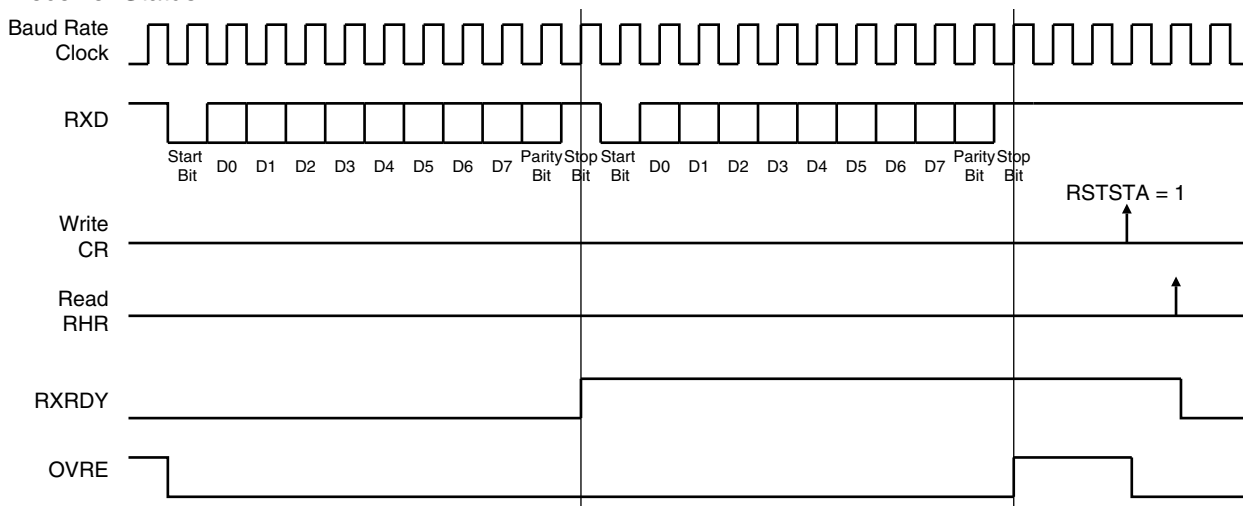 Baud Rate
Clock
RXD
Start
Bit
D0
D1
D2
D3
D4
D5
D6
D7
Parity
Bit
Stop
Bit
Start
Bit
D0
D1
D2
D3
D4
D5
D6
D7
Parity
Bit
Stop
Bit
RSTSTA = 1
Write
CR
Read
RHR
RXRDY
OVRE